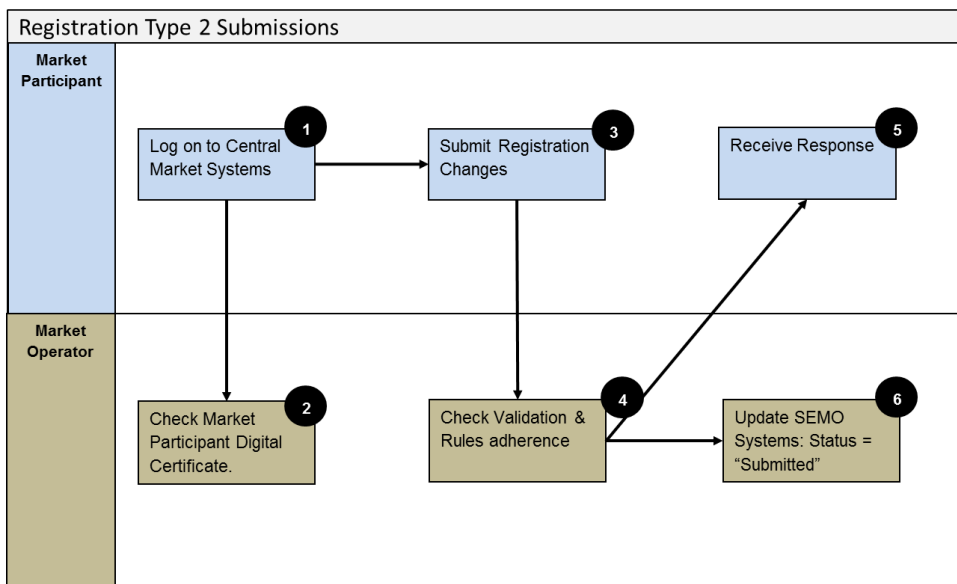 Registration Type 2 Submissions
Market
Participant
1
Log on to Central
Market Systems
3
Submit Registration
Changes
5
Receive Response
Market
Operator
2
Check Market
Participant Digital
Certificate.
4
Check Validation &
Rules adherence
6
Update SEMO
Systems: Status =
“Submitted”